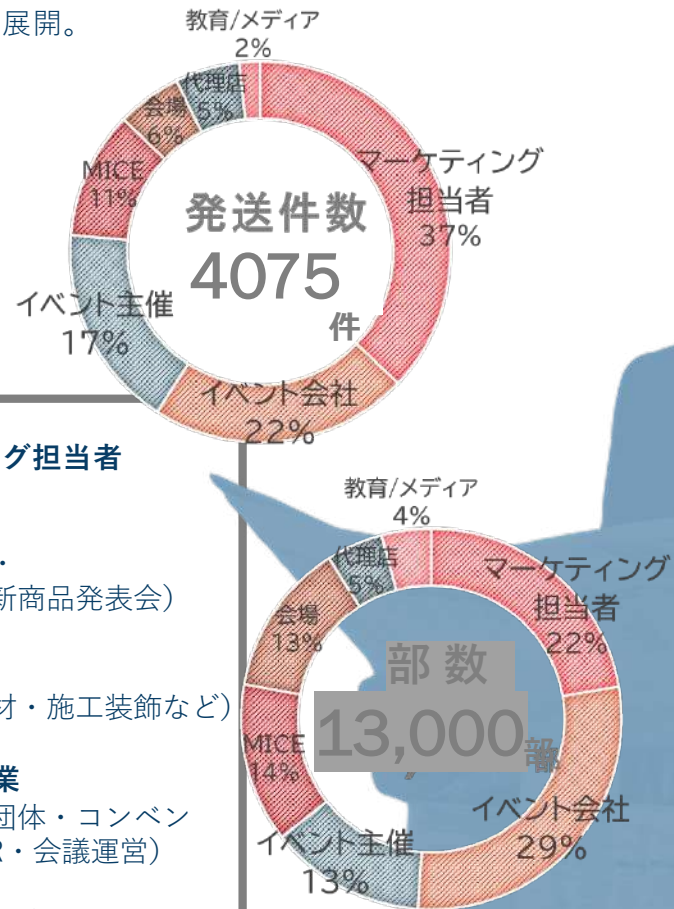 展開。
教育/メディア
2%
代理店
5%
会場
6%
MICE
11%
マーケティング
担当者
37%
発送件数
4075
件
イベント主催
17%
イベント会社
22%
グ担当者
・
新商品発表会）
材・施工装飾など）
業
団体・コンベン
・会議運営）
教育/メディア
4%
代理店
5%
会場
13%
マーケティング
担当者
22%
部数
13,000
部
MICE
14%
イベント主催
13%
イベント会社
29%